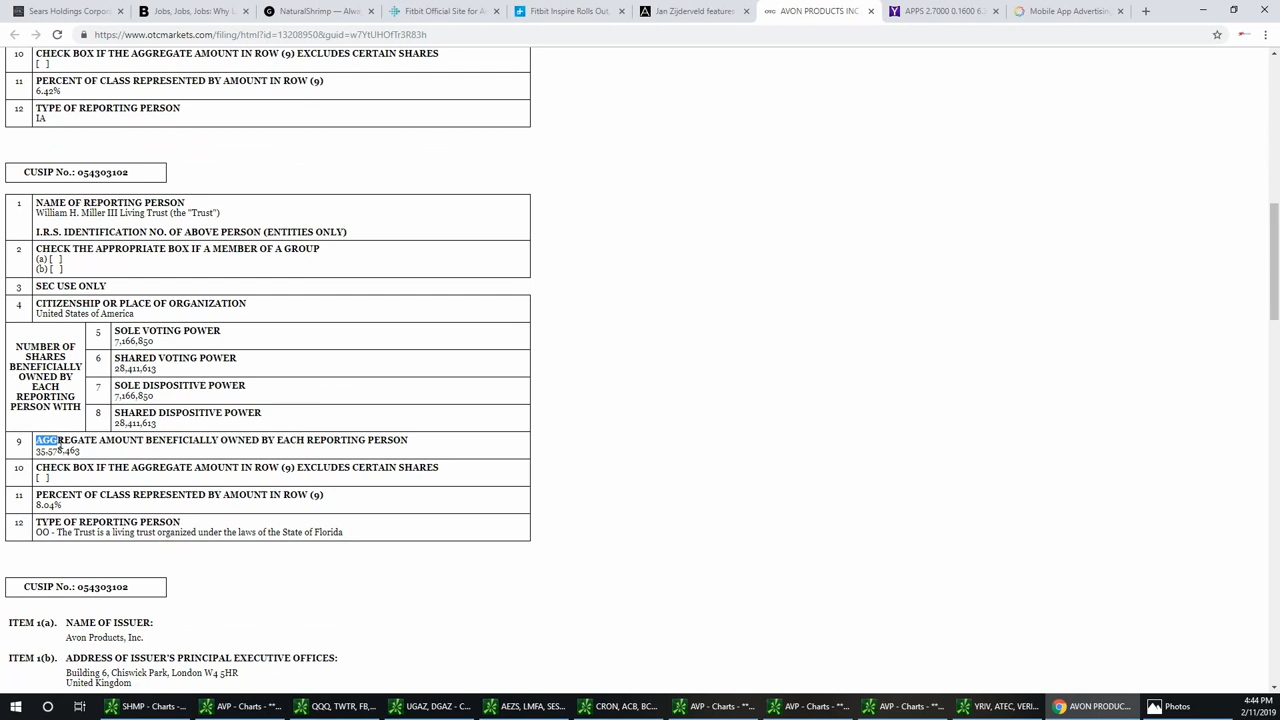 Sears Holdings Corpor
Jobs, Jobs, Jobs: Why L
NaturalShrimp — Alwa
Fitbit Official Site for A
Fitbit Inspire Rolls Out,
Jan Zijderveld features
AVON PRODUCTS INC
APPS 2.7000 0.1600 6.
Mobile App Advertising
https://www.otcmarkets.com/filing/html?id=13208950&guid=w7YtUHOfTr3R83h
10 CHECK BOX IF THE AGGREGATE AMOUNT IN ROW (9) EXCLUDES CERTAIN SHARES
[ ]
11 PERCENT OF CLASS REPRESENTED BY AMOUNT IN ROW (9)
6.42%
12 TYPE OF REPORTING PERSON
IA
CUSIP No.: 054303102
1 NAME OF REPORTING PERSON
William H. Miller III Living Trust (the "Trust")
I.R.S. IDENTIFICATION NO. OF ABOVE PERSON (ENTITIES ONLY)
2 CHECK THE APPROPRIATE BOX IF A MEMBER OF A GROUP
(a) [ ]
(b) [ ]
3 SEC USE ONLY
4 CITIZENSHIP OR PLACE OF ORGANIZATION
United States of America
NUMBER OF
SHARES
BENEFICIALLY
OWNED BY
EACH
REPORTING
PERSON WITH
5 SOLE VOTING POWER
7,166,850
6 SHARED VOTING POWER
28,411,613
7 SOLE DISPOSITIVE POWER
7,166,850
8 SHARED DISPOSITIVE POWER
28,411,613
9 AGGREGATE AMOUNT BENEFICIALLY OWNED BY EACH REPORTING PERSON
35,578,463
10 CHECK BOX IF THE AGGREGATE AMOUNT IN ROW (9) EXCLUDES CERTAIN SHARES
[ ]
11 PERCENT OF CLASS REPRESENTED BY AMOUNT IN ROW (9)
8.04%
12 TYPE OF REPORTING PERSON
OO - The Trust is a living trust organized under the laws of the State of Florida
CUSIP No.: 054303102
ITEM 1(a). NAME OF ISSUER:
Avon Products, Inc.
ITEM 1(b). ADDRESS OF ISSUER'S PRINCIPAL EXECUTIVE OFFICES:
Building 6, Chiswick Park, London W4 5HR
United Kingdom
SHMP - Charts -...
AVP - Charts - **...
QQQ, TWTR, FB,...
UGAZ, DGAZ - C...
AEZS, LMFA, SES...
CRON, ACB, BC...
AVP - Charts - **...
AVP - Charts - **...
AVP - Charts - **...
YRIV, ATEC, VERI...
AVON PRODUC...
Photos
4:44 PM
2/11/2019